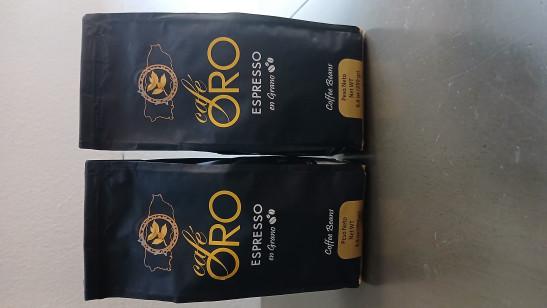 café
ORO
ESPRESSO
en Grano
Coffee Beans
Peso Neto
Net WT
café
ORO
ESPRESSO
en Grano
Coffee Beans
Peso Neto
Net WT